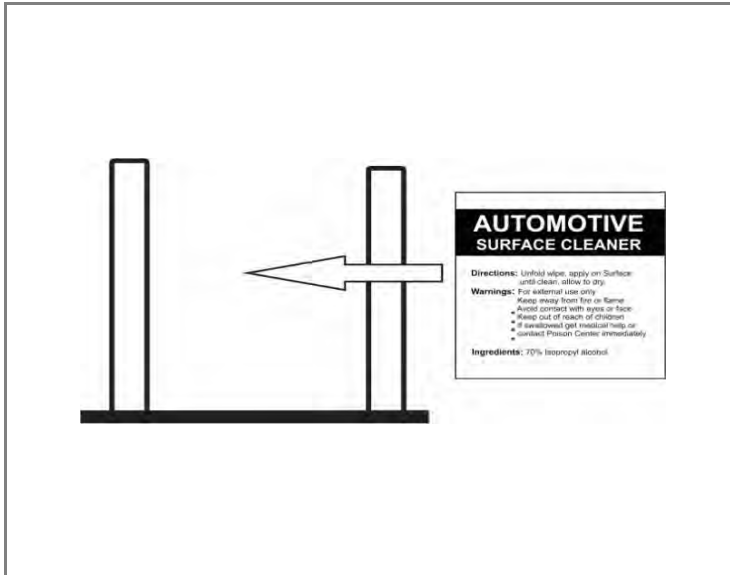 AUTOMOTIVE
SURFACE CLEANER
Directions: Unfold wipe, apply on Surface
until clean, allow to dry.
Warnings: For external use only
Keep away from fire or flame
Avoid contact with eyes or face
Keep out of reach of children
If swallowed get medical help or
contact Poison Center immediately
Ingredients: 70% Isopropyl alcohol